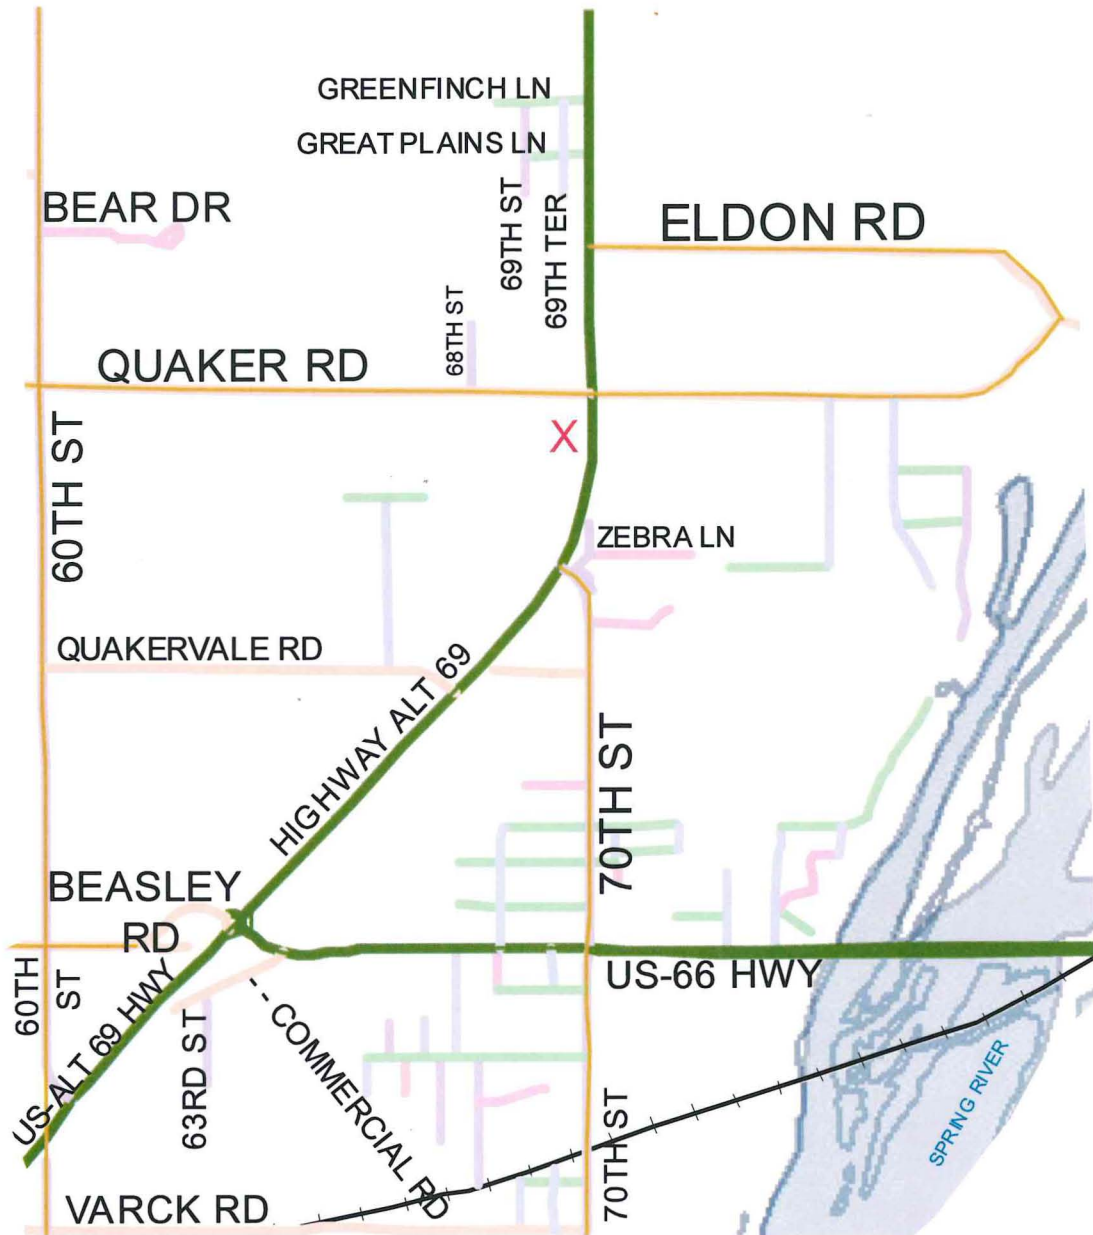 GREENFINCH LN
GREAT PLAINS LN
69TH ST
69TH TER
BEAR DR
ELDON RD
68TH ST
QUAKER RD
X
60TH ST
ZEBRA LN
QUAKERVALE RD
HIGHWAY ALT 69
70TH ST
BEASLEY
RD
60TH
ST
US-ALT 69 HWY
US-66 HWY
63RD ST
COMMERCIAL RD
SPRING RIVER
70TH ST
VARCK RD